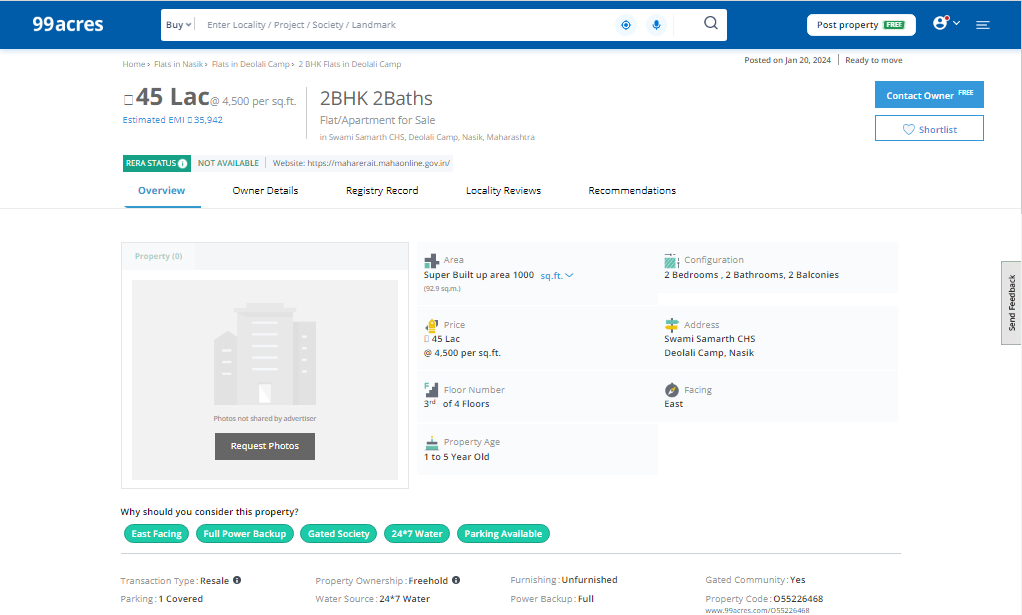 99acres
Buy
Enter Locality / Project / Society / Landmark
Post property FREE
Home › Flats in Nasik › Flats in Deolali Camp › 2 BHK Flats in Deolali Camp
Posted on Jan 20, 2024 | Ready to move
45 Lac @ 4,500 per sq.ft.
Estimated EMI 35,942
2BHK 2Baths
Flat/Apartment for Sale
in Swami Samarth CHS, Deolali Camp, Nasik, Maharashtra
Contact Owner FREE
Shortlist
RERA STATUS NOT AVAILABLE | Website: https://maharerait.mahaonline.gov.in/
Overview
Owner Details
Registry Record
Locality Reviews
Recommendations
Property (0)
Photos not shared by advertiser
Request Photos
Area
Super Built up area 1000 sq.ft.
(92.9 sq.m.)
Configuration
2 Bedrooms , 2 Bathrooms, 2 Balconies
Price
45 Lac
@ 4,500 per sq.ft.
Address
Swami Samarth CHS
Deolali Camp, Nasik
Floor Number
3rd of 4 Floors
Facing
East
Property Age
1 to 5 Year Old
Send Feedback
Why should you consider this property?
East Facing
Full Power Backup
Gated Society
24*7 Water
Parking Available
Transaction Type : Resale
Property Ownership : Freehold
Furnishing : Unfurnished
Gated Community : Yes
Parking : 1 Covered
Water Source : 24*7 Water
Power Backup : Full
Property Code : O55226468
www.99acres.com/O55226468